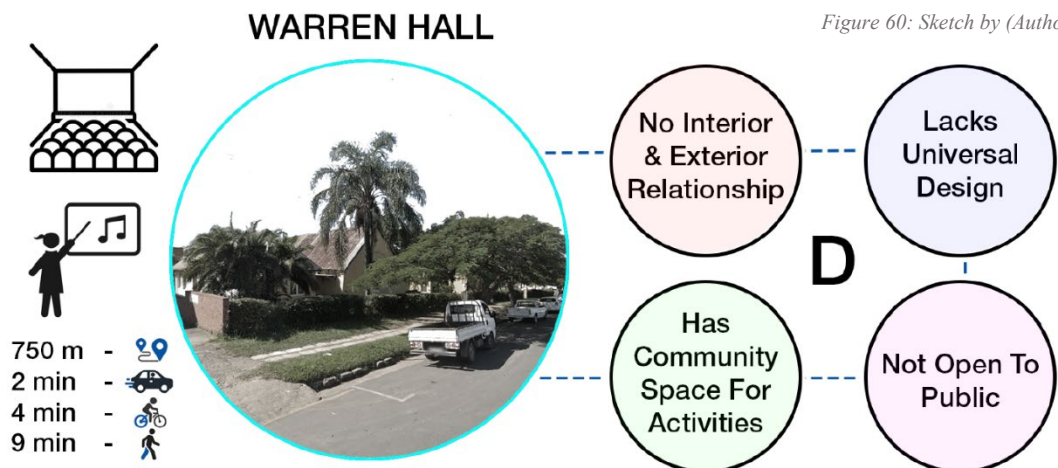 Figure 60: Sketch by (Autho
WARREN HALL
No Interior
& Exterior
Relationship
Lacks
Universal
Design
D
Has
Community
Space For
Activities
Not Open To
Public
750 m -
2 min -
4 min -
9 min -